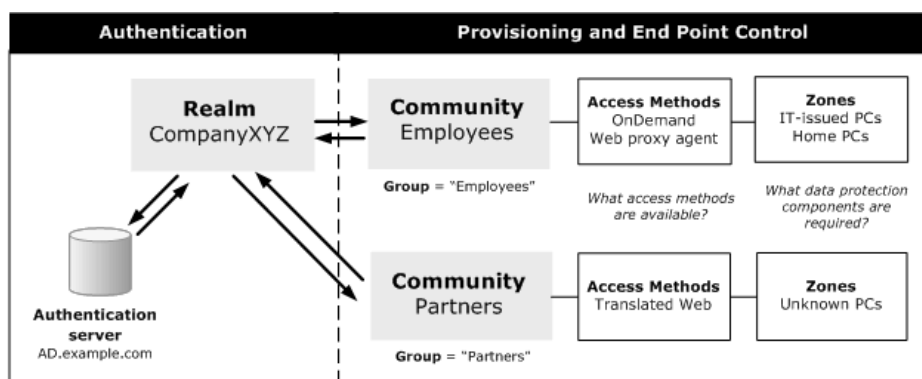 Authentication
Provisioning and End Point Control
Realm
CompanyXYZ
Authentication
server
AD.example.com
Community
Employees
Group = "Employees"
Access Methods
OnDemand
Web proxy agent
What access methods
are available?
Zones
IT-issued PCs
Home PCs
What data protection
components are
required?
Community
Partners
Group = "Partners"
Access Methods
Translated Web
Zones
Unknown PCs